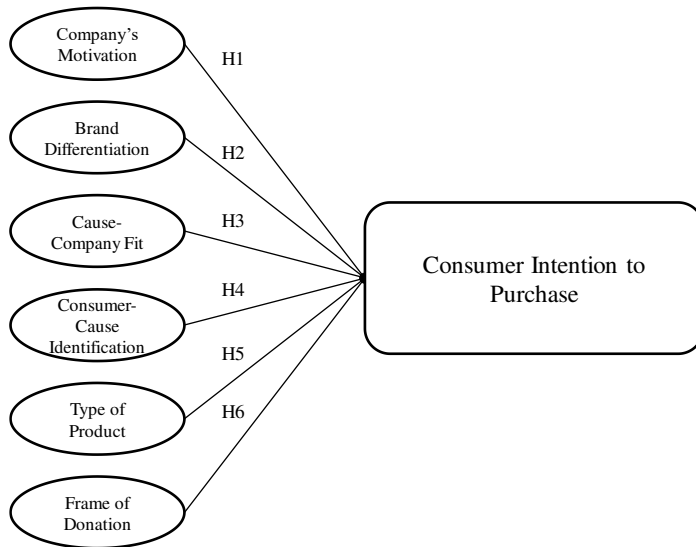 Company's
Motivation
H1
Brand
Differentiation
H2
Cause-
Company Fit
H3
Consumer-
Cause
Identification
H4
Type of
Product
H5
Frame of
Donation
H6
Consumer Intention to
Purchase